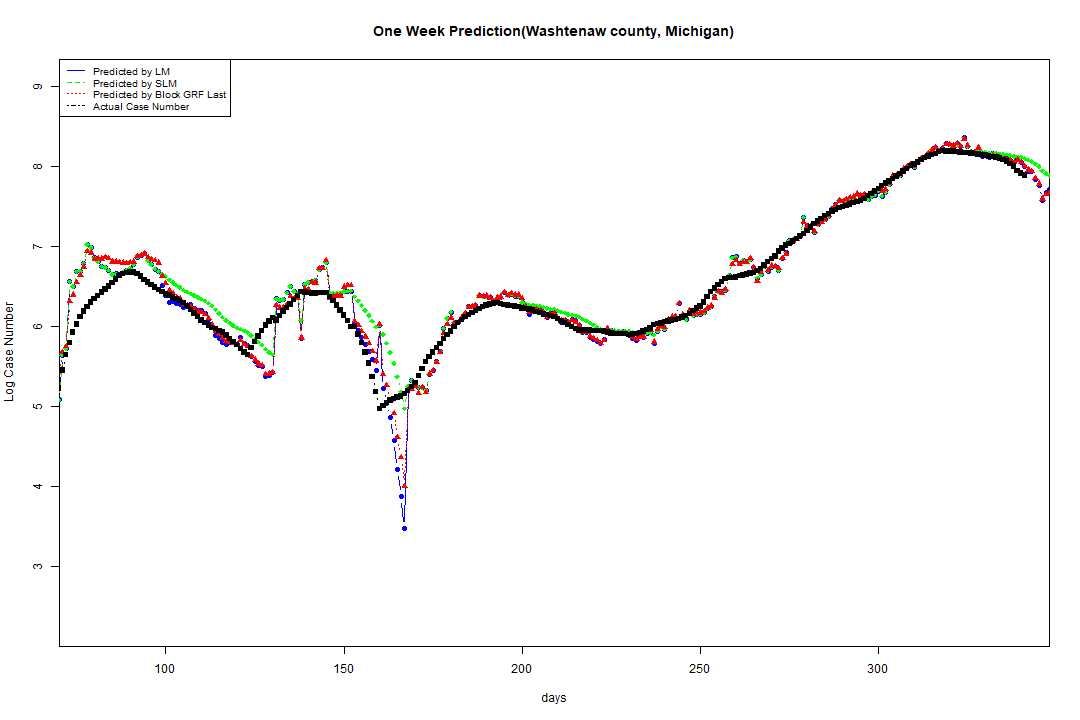 One Week Prediction(Washtenaw county, Michigan)
Predicted by LM
Predicted by SLM
Predicted by Block GRF Last
Actual Case Number
9
8
7
6
5
4
3
Log Case Number
100
150
200
250
300
days